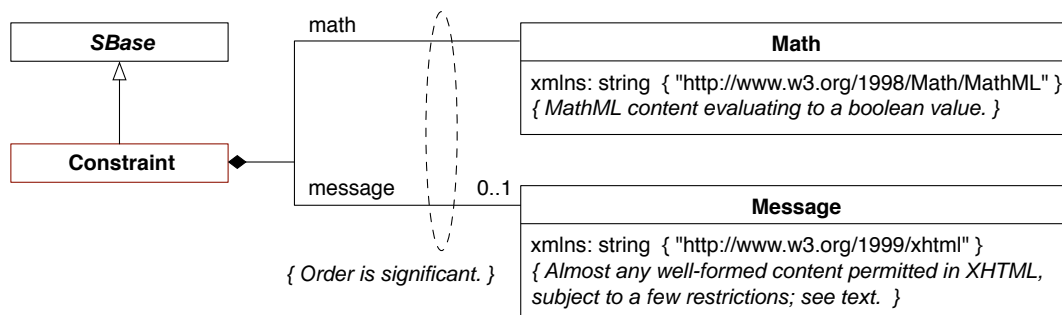 SBase
Constraint
math
message
0..1
{ Order is significant. }
Math
xmlns: string { "http://www.w3.org/1998/Math/MathML" }
{ MathML content evaluating to a boolean value. }
Message
xmlns: string { "http://www.w3.org/1999/xhtml" }
{ Almost any well-formed content permitted in XHTML,
subject to a few restrictions; see text. }